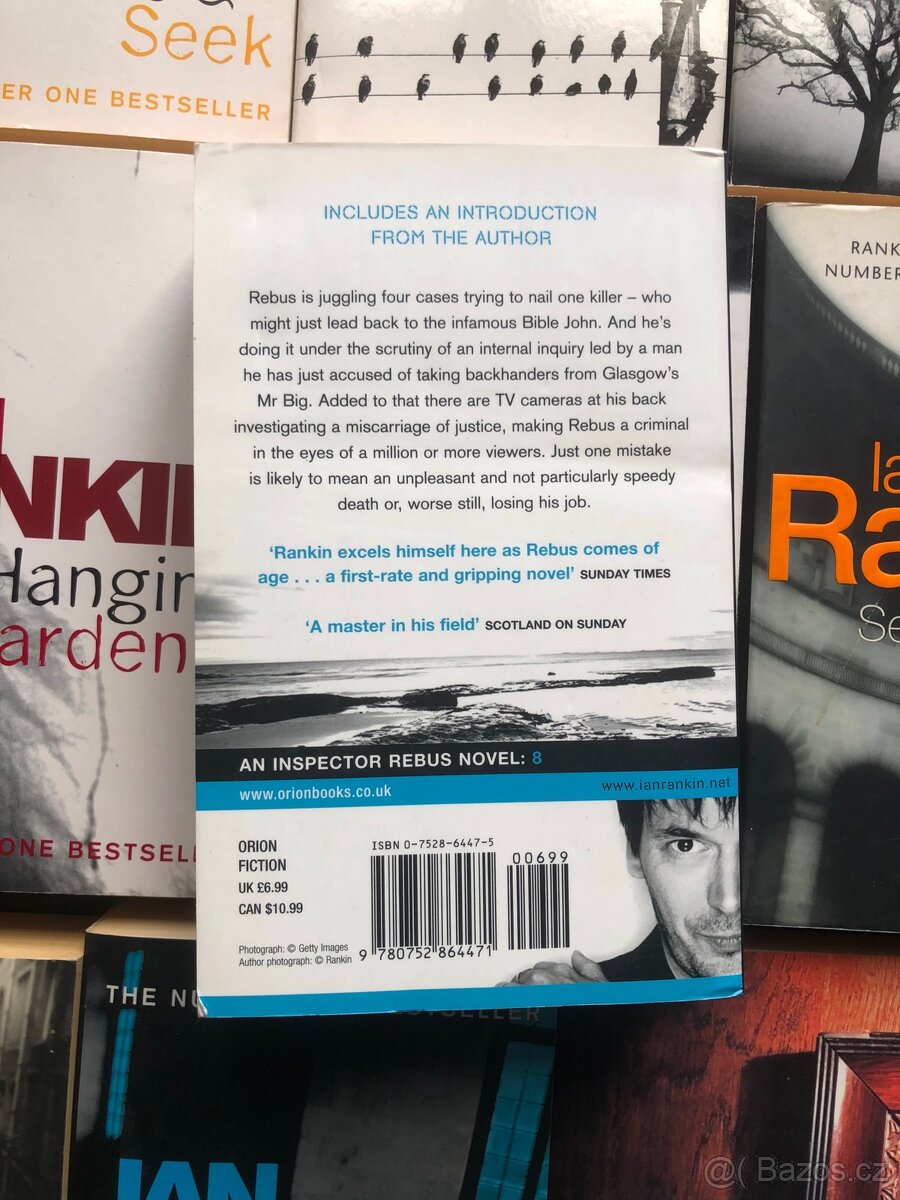 Seek
ER ONE BESTSELLER
RANK
NUMBER
INCLUDES AN INTRODUCTION
FROM THE AUTHOR
Rebus is juggling four cases trying to nail one killer – who
might just lead back to the infamous Bible John. And he's
doing it under the scrutiny of an internal inquiry led by a man
he has just accused of taking backhanders from Glasgow's
Mr Big. Added to that there are TV cameras at his back
investigating a miscarriage of justice, making Rebus a criminal
in the eyes of a million or more viewers. Just one mistake
is likely to mean an unpleasant and not particularly speedy
death or, worse still, losing his job.
'Rankin excels himself here as Rebus comes of
age . . . a first-rate and gripping novel' SUNDAY TIMES
'A master in his field' SCOTLAND ON SUNDAY
AN INSPECTOR REBUS NOVEL: 8
www.orionbooks.co.uk
www.ianrankin.net
ORION
FICTION
UK £6.99
CAN $10.99
ISBN 0-7528-6447-5
00699
9 780752 864471
Photograph: © Getty Images
Author photograph: © Rankin
NKI
Hangin
arden
ONE BESTSELL
Ia
Ra
Se
THE NU
BESTSELLER
IAN
@( Bazos.cz